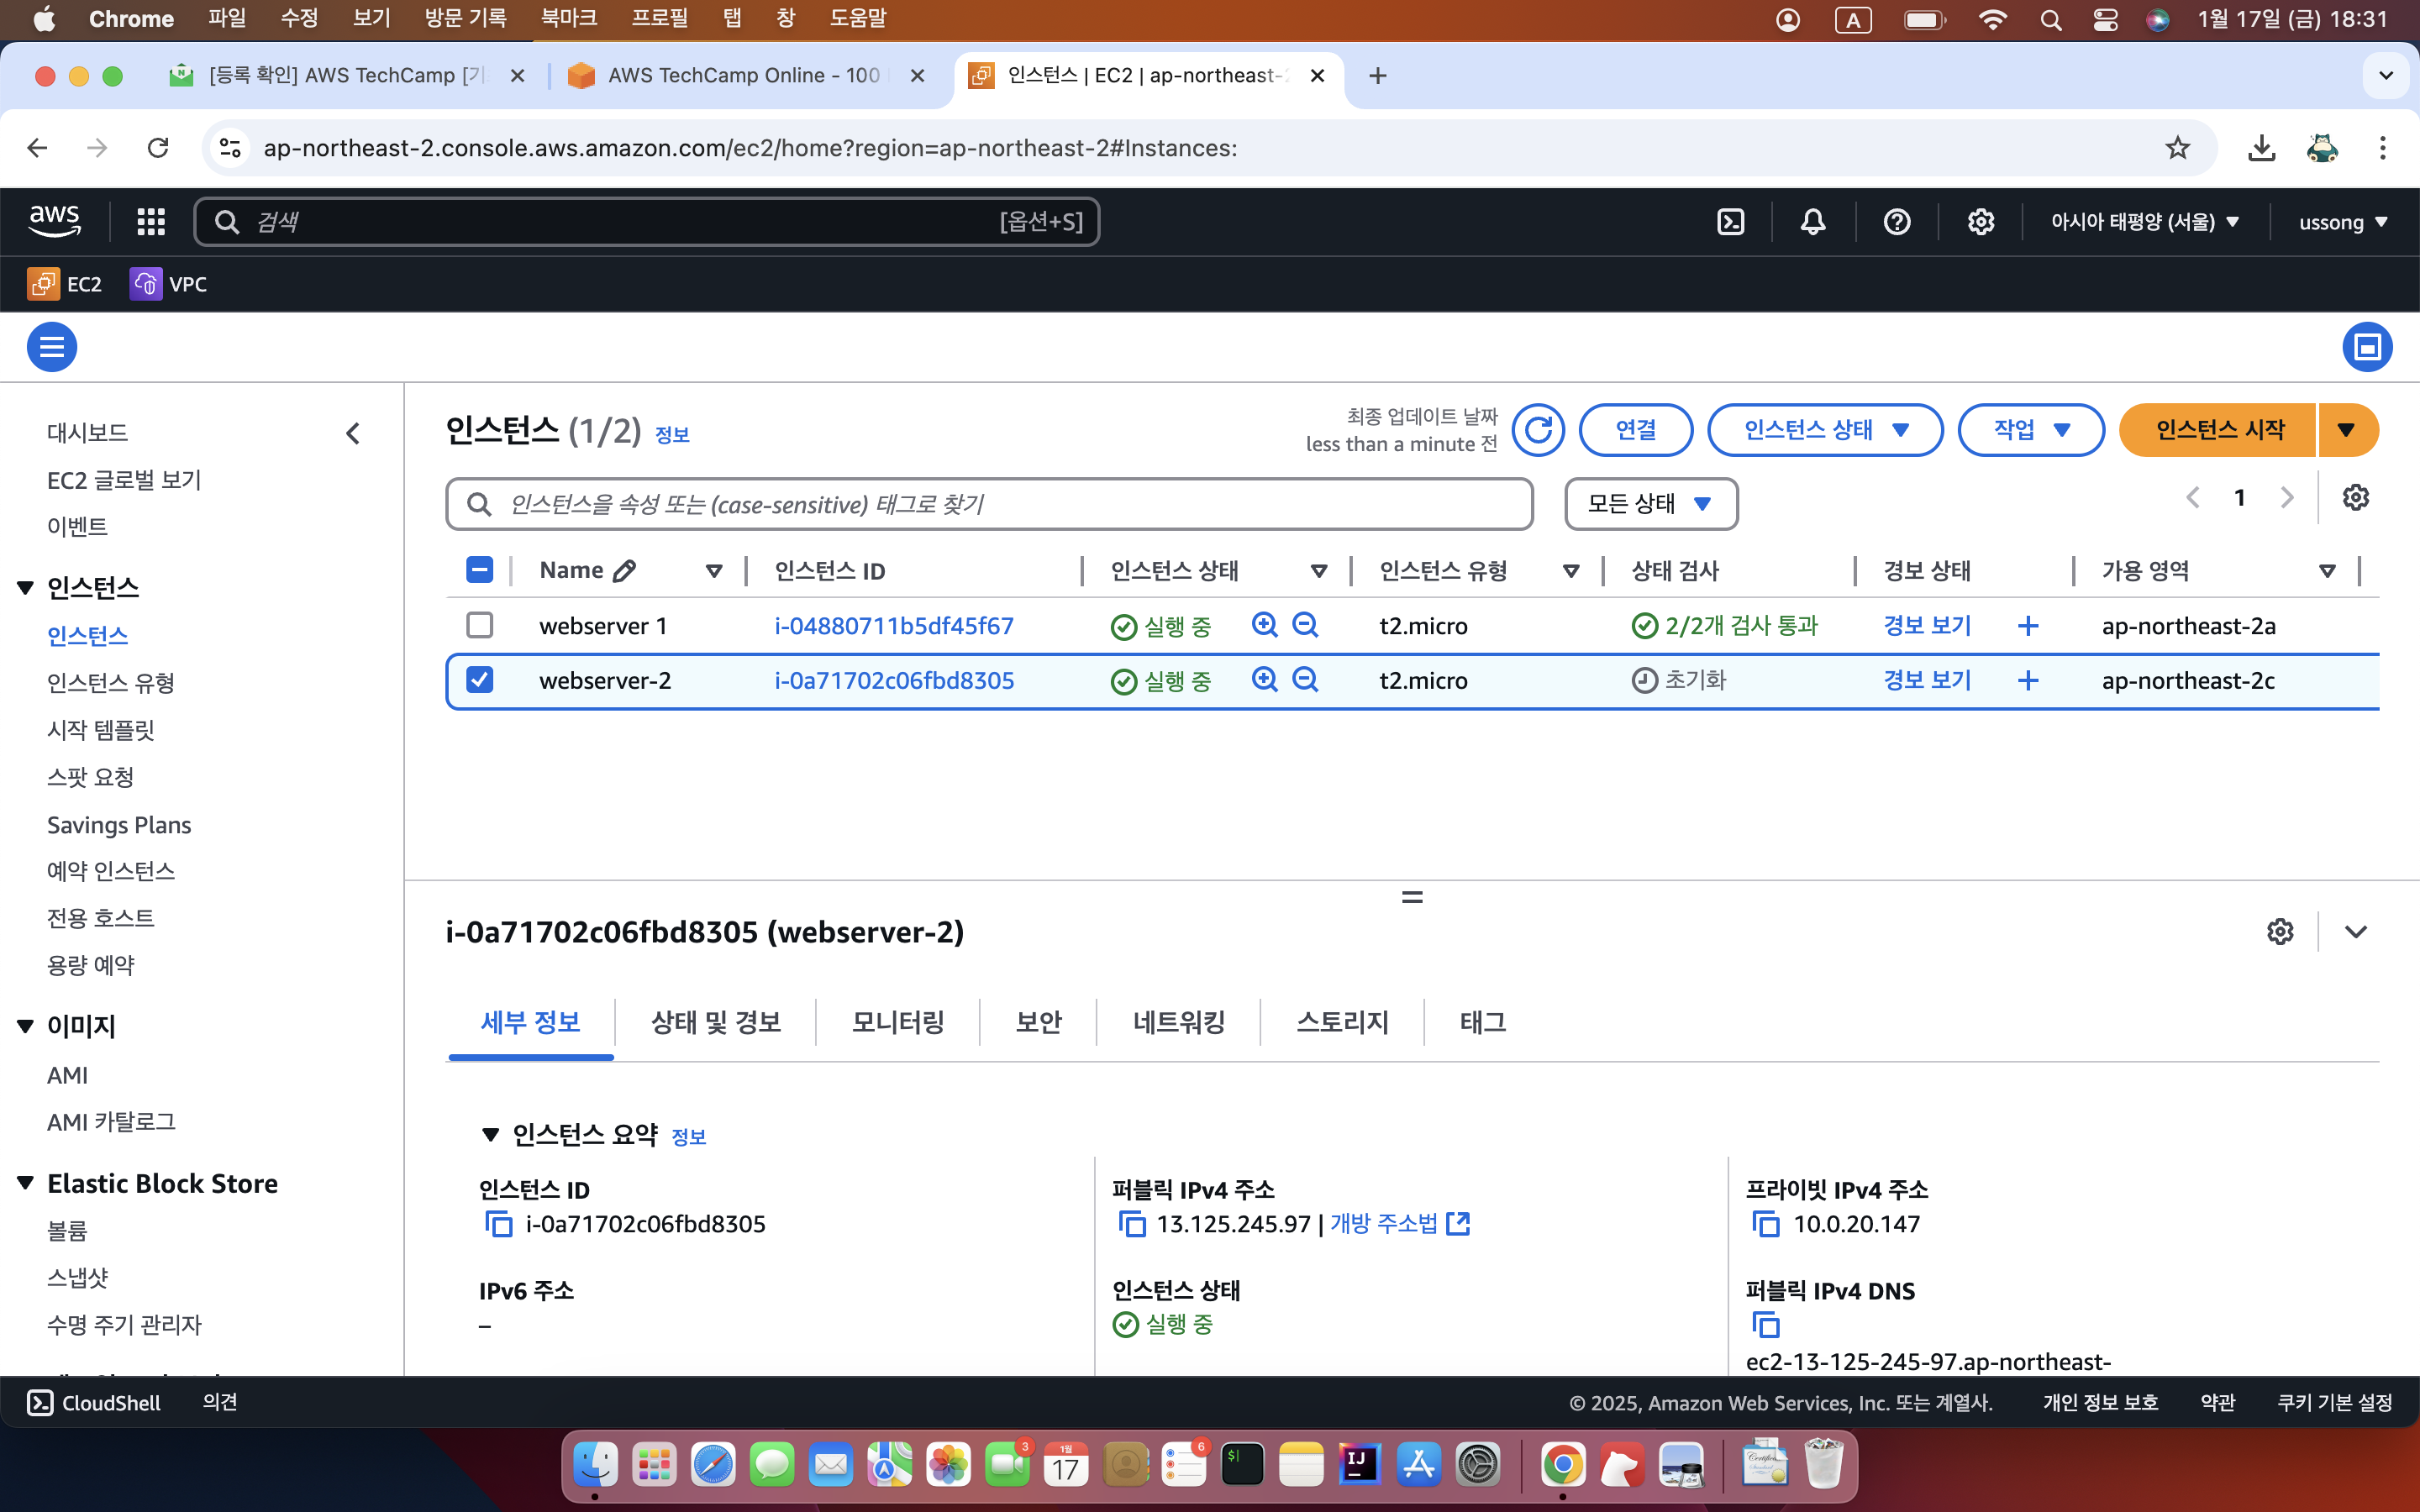 Chrome 파일 수정 보기 방문 기록 북마크 프로필 탭 창 도움말 A 1월 17일 (금) 18:31
[등록 확인] AWS TechCamp [기 AWS TechCamp Online - 100 인스턴스 | EC2 | ap-northeast-
ap-northeast-2.console.aws.amazon.com/ec2/home?region=ap-northeast-2#Instances:
aws 검색 [옵션+S] 아시아 태평양 (서울) ussong
EC2 VPC
대시보드
EC2 글로벌 보기
이벤트
인스턴스
인스턴스
인스턴스 유형
시작 템플릿
스팟 요청
Savings Plans
예약 인스턴스
전용 호스트
용량 예약
이미지
AMI
AMI 카탈로그
Elastic Block Store
볼륨
스냅샷
수명 주기 관리자
인스턴스 (1/2) 정보
최종 업데이트 날짜
less than a minute 전
연결 인스턴스 상태 작업 인스턴스 시작
인스턴스을 속성 또는 (case-sensitive) 태그로 찾기 모든 상태 1
Name 인스턴스 ID 인스턴스 상태 인스턴스 유형 상태 검사 경보 상태 가용 영역
webserver 1 i-04880711b5df45f67 실행 중 t2.micro 2/2개 검사 통과 경보 보기 + ap-northeast-2a
webserver-2 i-0a71702c06fbd8305 실행 중 t2.micro 초기화 경보 보기 + ap-northeast-2c
i-0a71702c06fbd8305 (webserver-2)
세부 정보 상태 및 경보 모니터링 보안 네트워킹 스토리지 태그
인스턴스 요약 정보
인스턴스 ID
i-0a71702c06fbd8305
퍼블릭 IPv4 주소
13.125.245.97 | 개방 주소법
프라이빗 IPv4 주소
10.0.20.147
IPv6 주소
–
인스턴스 상태
실행 중
퍼블릭 IPv4 DNS
ec2-13-125-245-97.ap-northeast-
CloudShell 의견 © 2025, Amazon Web Services, Inc. 또는 계열사. 개인 정보 보호 약관 쿠키 기본 설정
3 1월 17 6 $ IJ